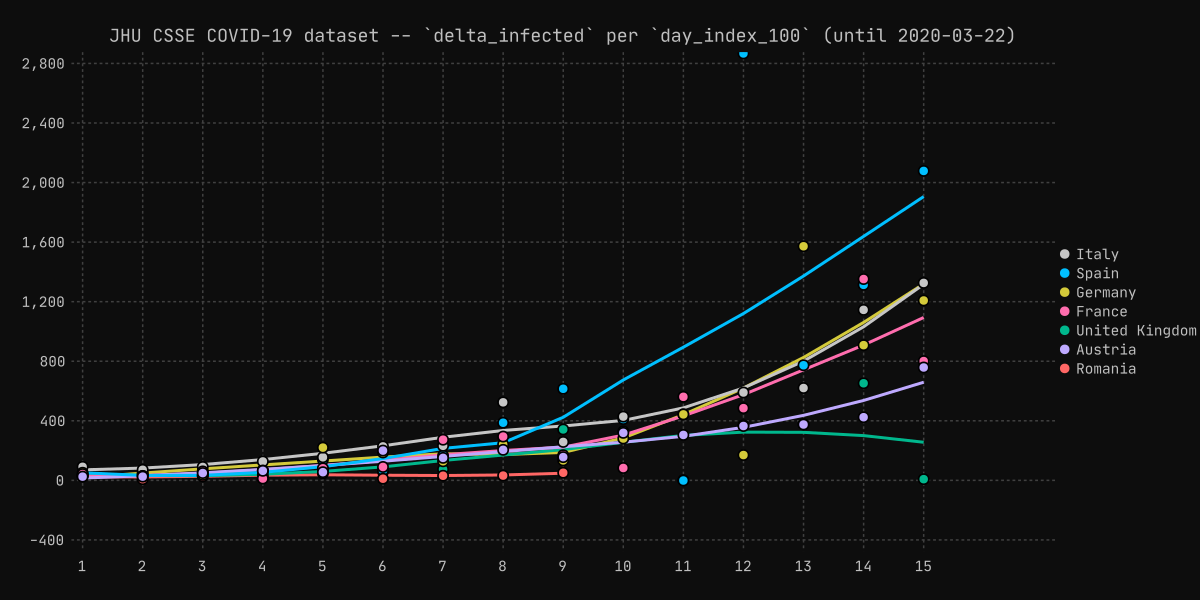 JHU CSSE COVID-19 dataset -- `delta_infected` per `day_index_100` (until 2020-03-22)
2,800
2,400
2,000
1,600
1,200
800
400
0
-400
1 2 3 4 5 6 7 8 9 10 11 12 13 14 15
Italy
Spain
Germany
France
United Kingdom
Austria
Romania